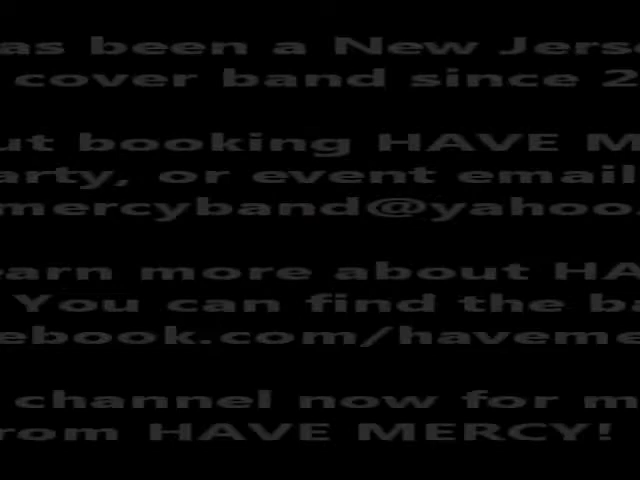 as been a New Jerse
cover band since 2
ut booking HAVE M
arty, or event email
mercyband@yahoo.
earn more about HA
You can find the ba
ebook.com/haveme
channel now for m
rom HAVE MERCY!